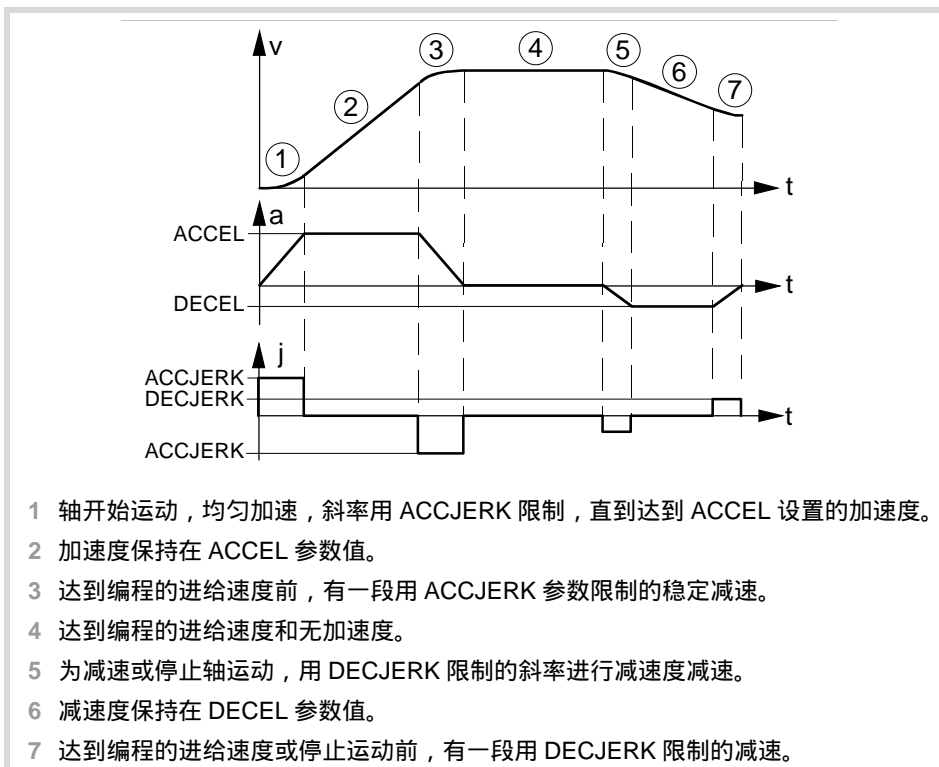 v
③
④
⑤
⑥
⑦
②
①
t
a
ACCEL
t
DECEL
j
ACCJERK
DECJERK
t
ACCJERK
1 轴开始运动，均匀加速，斜率用 ACCJERK 限制，直到达到 ACCEL 设置的加速度。
2 加速度保持在 ACCEL 参数值。
3 达到编程的进给速度前，有一段用 ACCJERK 参数限制的稳定减速。
4 达到编程的进给速度和无加速度。
5 为减速或停止轴运动，用 DECJERK 限制的斜率进行减速度减速。
6 减速度保持在 DECEL 参数值。
7 达到编程的进给速度或停止运动前，有一段用 DECJERK 限制的减速。